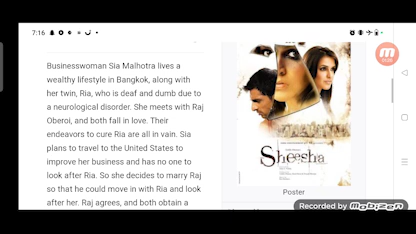 7:16
Businesswoman Sia Malhotra lives a
wealthy lifestyle in Bangkok, along with
her twin, Ria, who is deaf and dumb due to
a neurological disorder. She meets with Raj
Oberoi, and both fall in love. Their
endeavors to cure Ria are all in vain. Sia
plans to travel to the United States to
improve her business and has no one to
look after Ria. So she decides to marry Raj
so that he could move in with Ria and look
after her. Raj agrees, and both obtain a
Sheesha
Poster
Recorded by MOBIZEN